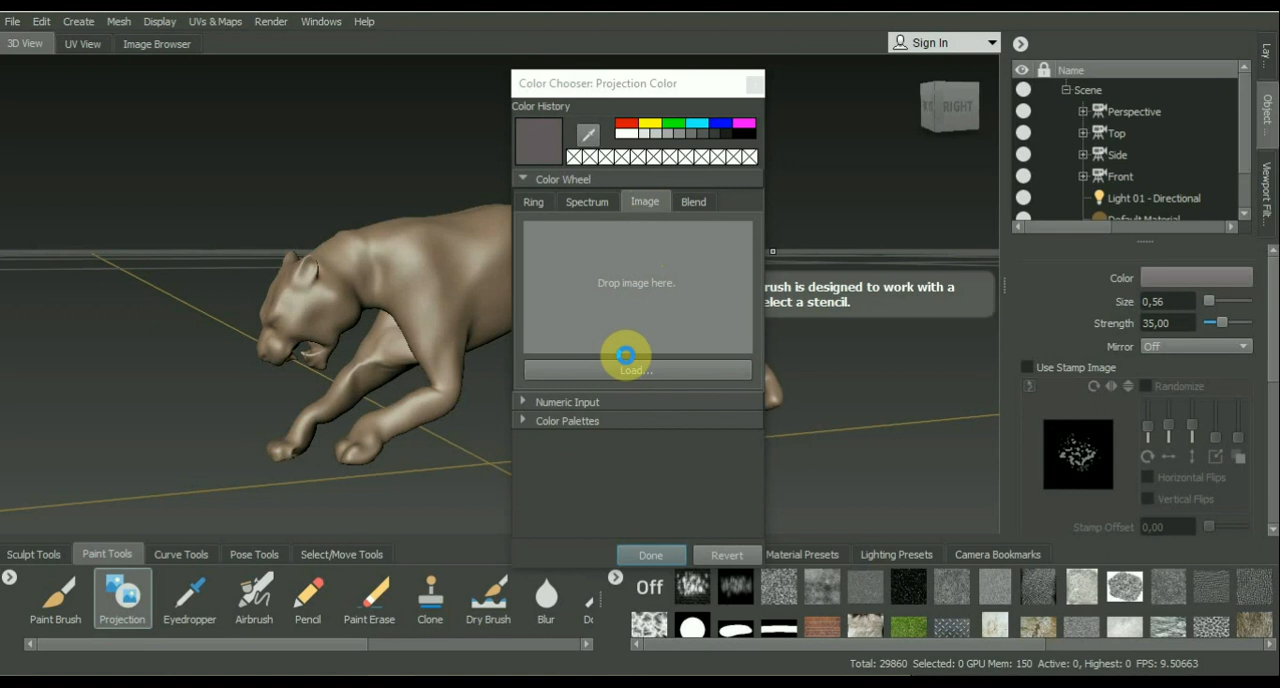 File Edit Create Mesh Display UVs & Maps Render Windows Help
3D View UV View Image Browser
Sign In
Lay...
Object ...
Viewport Filt...
Name
Scene
Perspective
Top
Side
Front
Light 01 - Directional
Default Material
RIGHT
Color Chooser: Projection Color
Color History
Color Wheel
Ring Spectrum Image Blend
Drop image here.
Load...
Numeric Input
Color Palettes
Done Revert
rush is designed to work with a
elect a stencil.
Color
Size 0,56
Strength 35,00
Mirror Off
Use Stamp Image
Randomize
Horizontal Flips
Vertical Flips
Stamp Offset 0,00
Sculpt Tools Paint Tools Curve Tools Pose Tools Select/Move Tools
Material Presets Lighting Presets Camera Bookmarks
Off
Paint Brush Projection Eyedropper Airbrush Pencil Paint Erase Clone Dry Brush Blur
Total: 29860 Selected: 0 GPU Mem: 150 Active: 0, Highest: 0 FPS: 9.50663